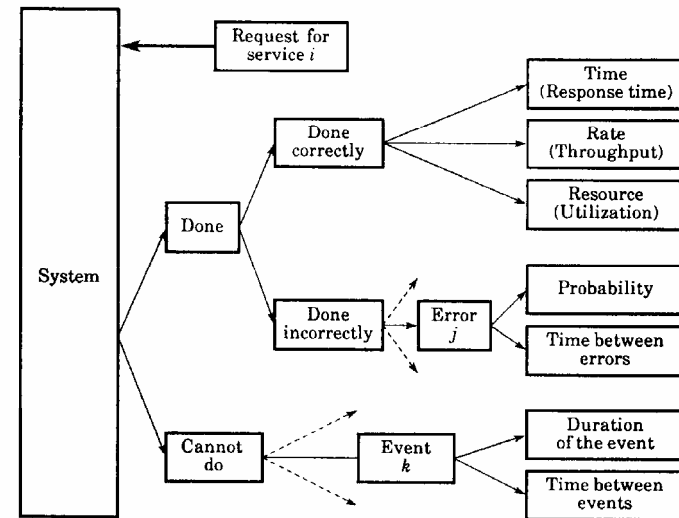 Request for
service i
System
Done
Done
correctly
Time
(Response time)
Rate
(Throughput)
Resource
(Utilization)
Done
incorrectly
Error
j
Probability
Time between
errors
Cannot
do
Event
k
Duration
of the event
Time between
events